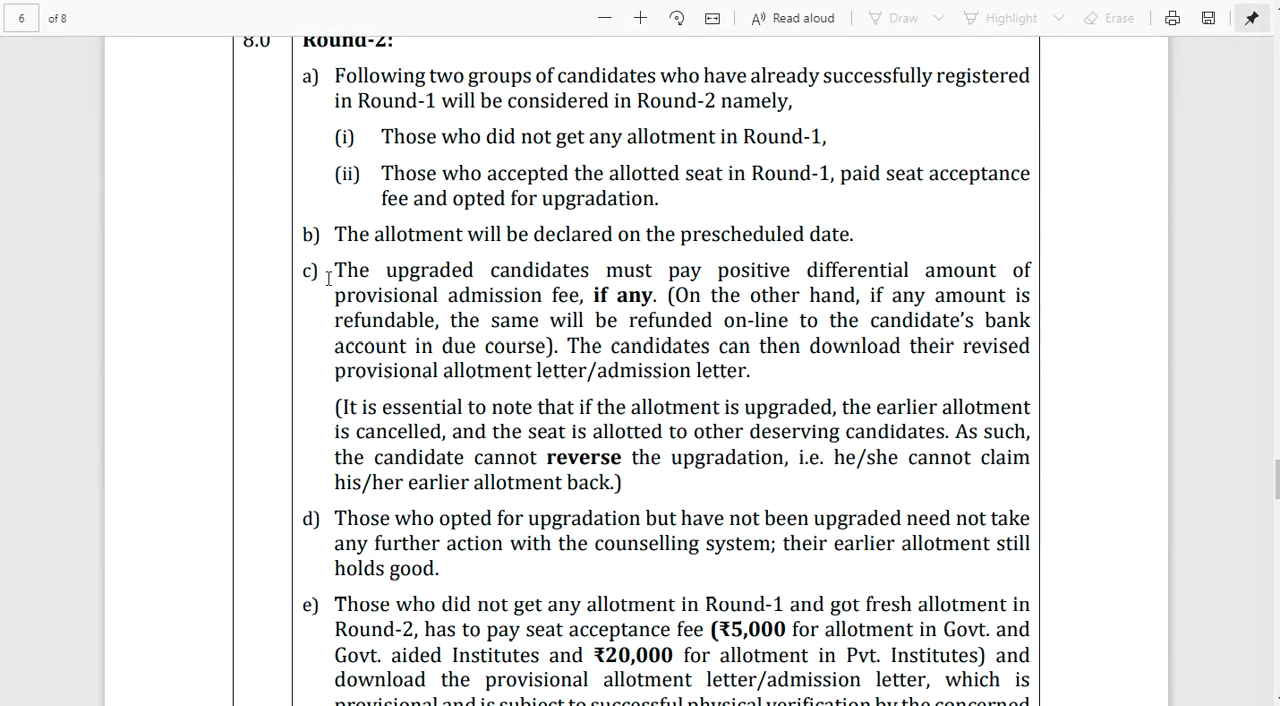 6 of 8 Read aloud Draw Highlight Erase
8.0 Round-2:
a) Following two groups of candidates who have already successfully registered
in Round-1 will be considered in Round-2 namely,
(i) Those who did not get any allotment in Round-1,
(ii) Those who accepted the allotted seat in Round-1, paid seat acceptance
fee and opted for upgradation.
b) The allotment will be declared on the prescheduled date.
c) The upgraded candidates must pay positive differential amount of
provisional admission fee, if any. (On the other hand, if any amount is
refundable, the same will be refunded on-line to the candidate's bank
account in due course). The candidates can then download their revised
provisional allotment letter/admission letter.
(It is essential to note that if the allotment is upgraded, the earlier allotment
is cancelled, and the seat is allotted to other deserving candidates. As such,
the candidate cannot reverse the upgradation, i.e. he/she cannot claim
his/her earlier allotment back.)
d) Those who opted for upgradation but have not been upgraded need not take
any further action with the counselling system; their earlier allotment still
holds good.
e) Those who did not get any allotment in Round-1 and got fresh allotment in
Round-2, has to pay seat acceptance fee (₹5,000 for allotment in Govt. and
Govt. aided Institutes and ₹20,000 for allotment in Pvt. Institutes) and
download the provisional allotment letter/admission letter, which is
provisional and is subject to successful physical verification by the concerned